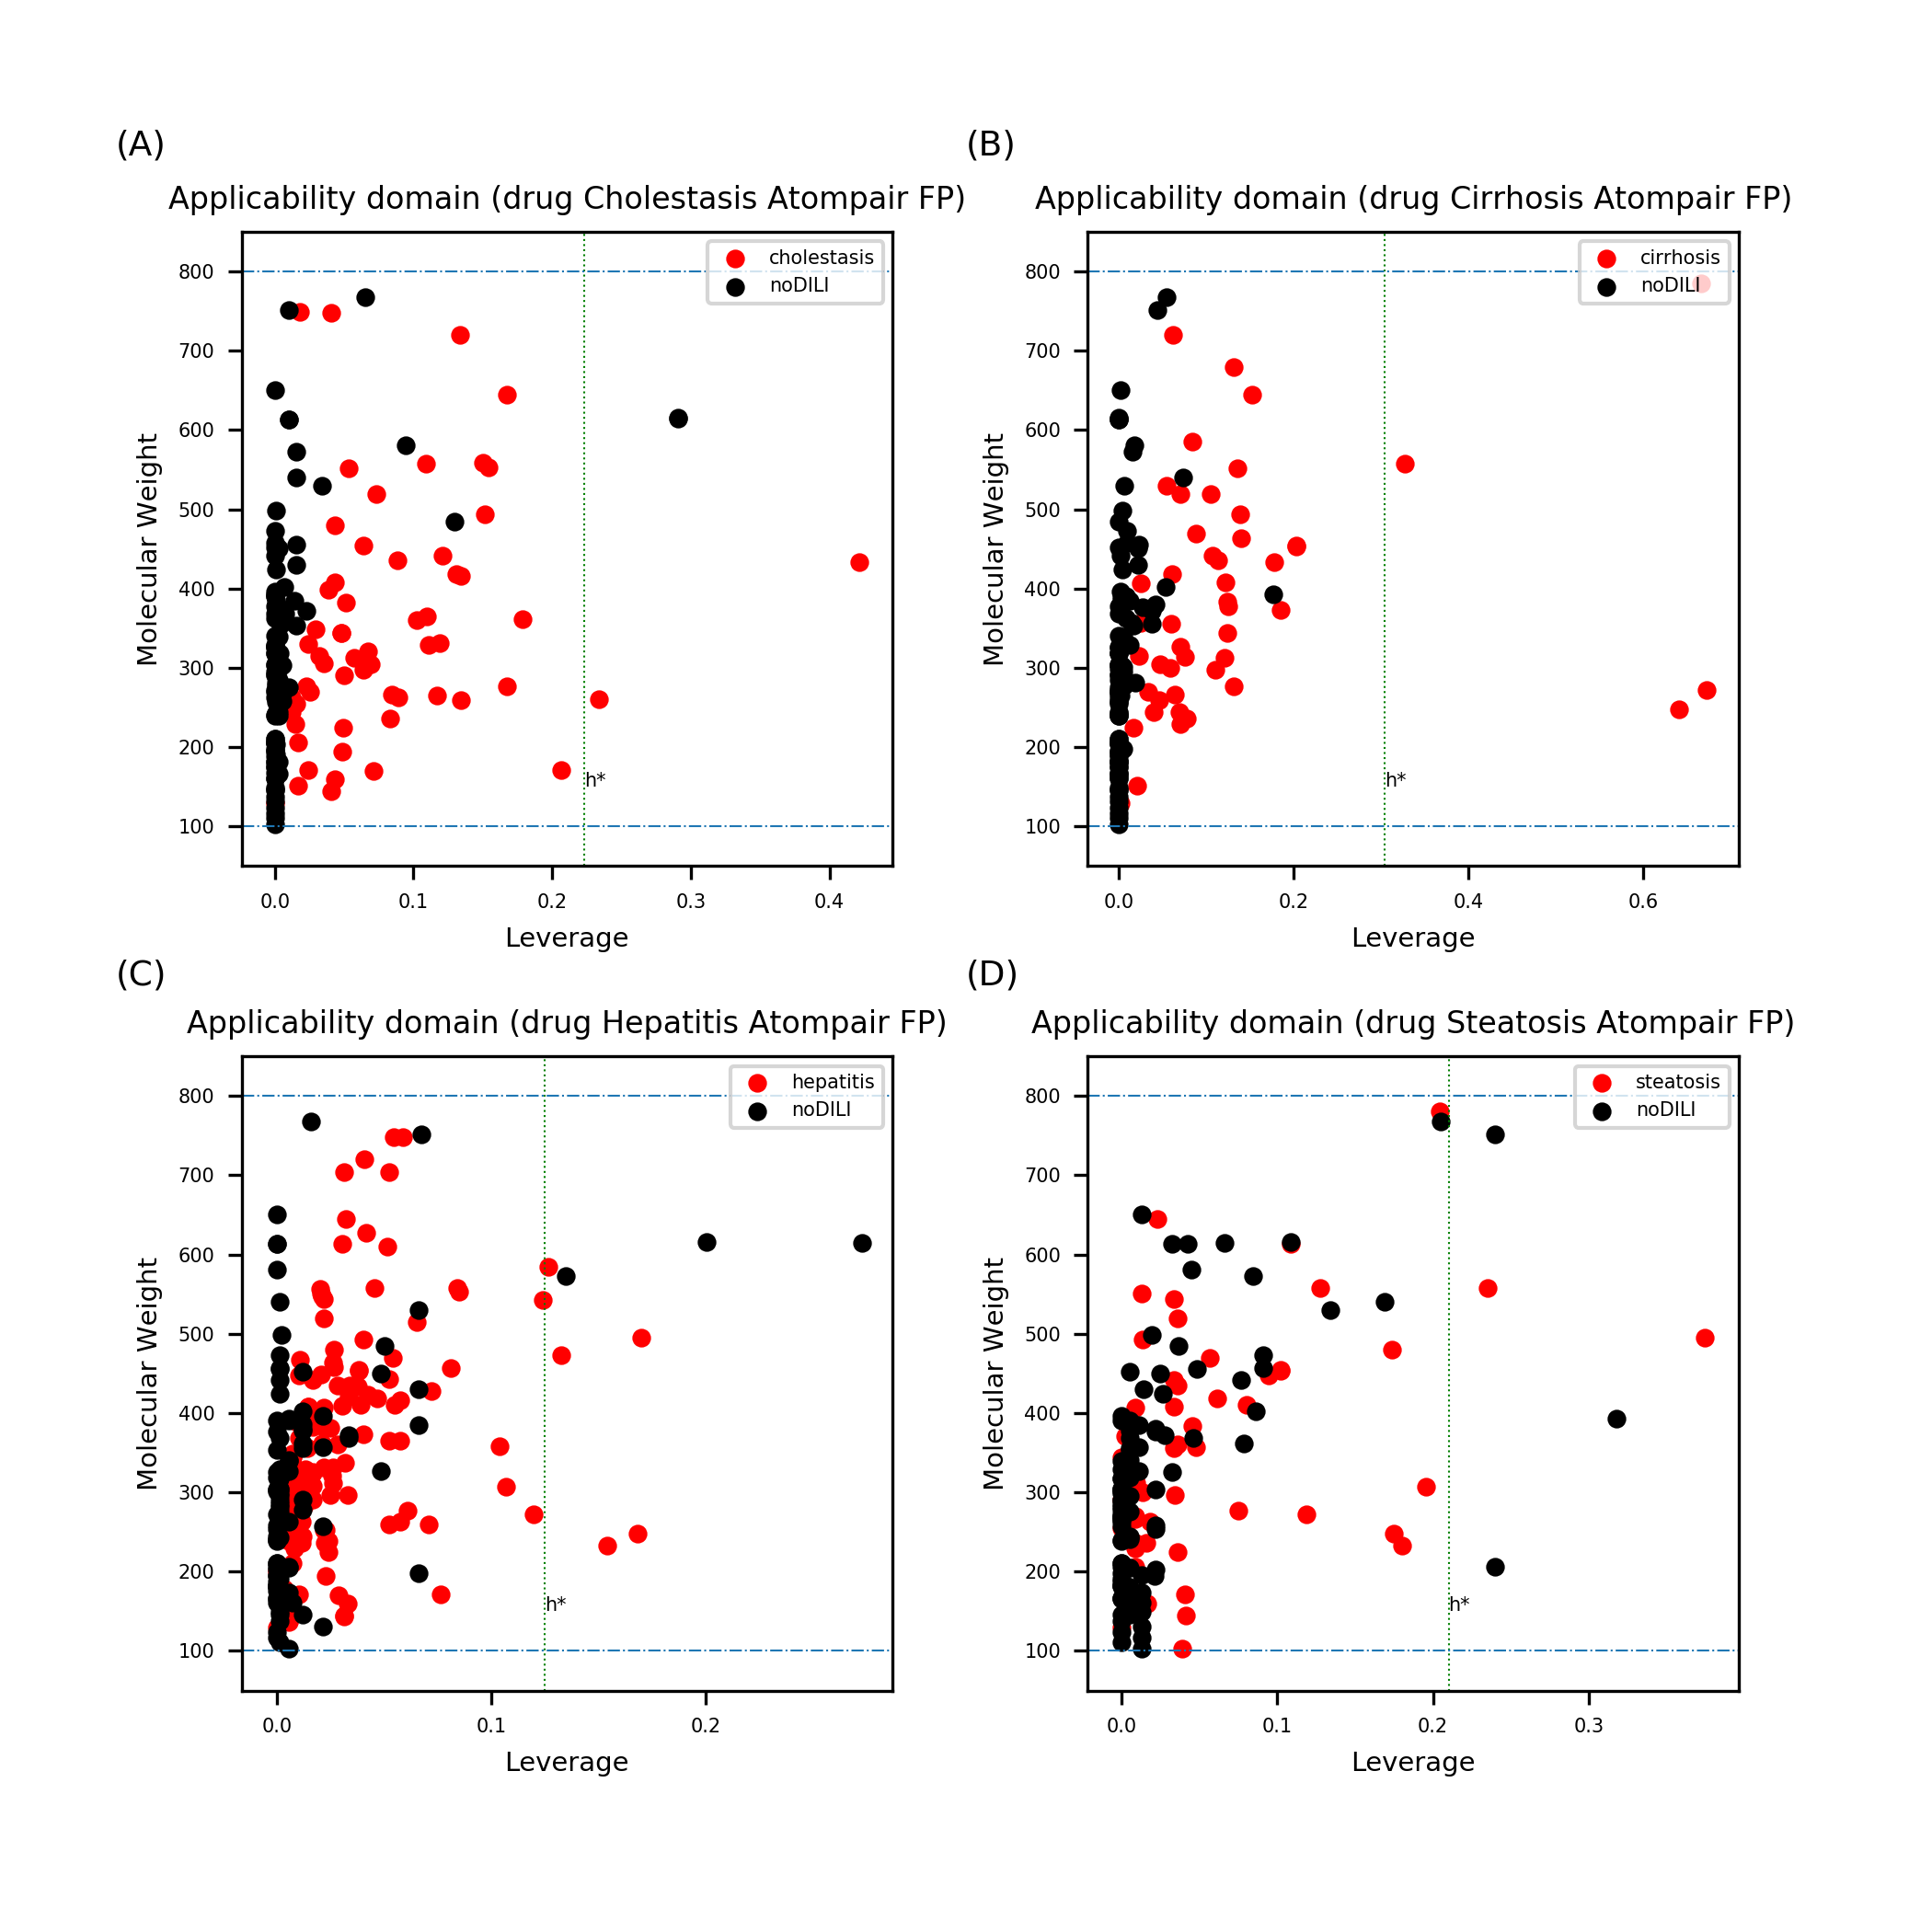 (A)
Applicability domain (drug Cholestasis Atompair FP)
cholestasis
noDILI
800
700
600
500
400
300
200
100
Molecular Weight
h*
0.0
0.1
0.2
0.3
0.4
Leverage
(B)
Applicability domain (drug Cirrhosis Atompair FP)
cirrhosis
noDILI
800
700
600
500
400
300
200
100
Molecular Weight
h*
0.0
0.2
0.4
0.6
Leverage
(C)
Applicability domain (drug Hepatitis Atompair FP)
hepatitis
noDILI
800
700
600
500
400
300
200
100
Molecular Weight
h*
0.0
0.1
0.2
Leverage
(D)
Applicability domain (drug Steatosis Atompair FP)
steatosis
noDILI
800
700
600
500
400
300
200
100
Molecular Weight
h*
0.0
0.1
0.2
0.3
Leverage